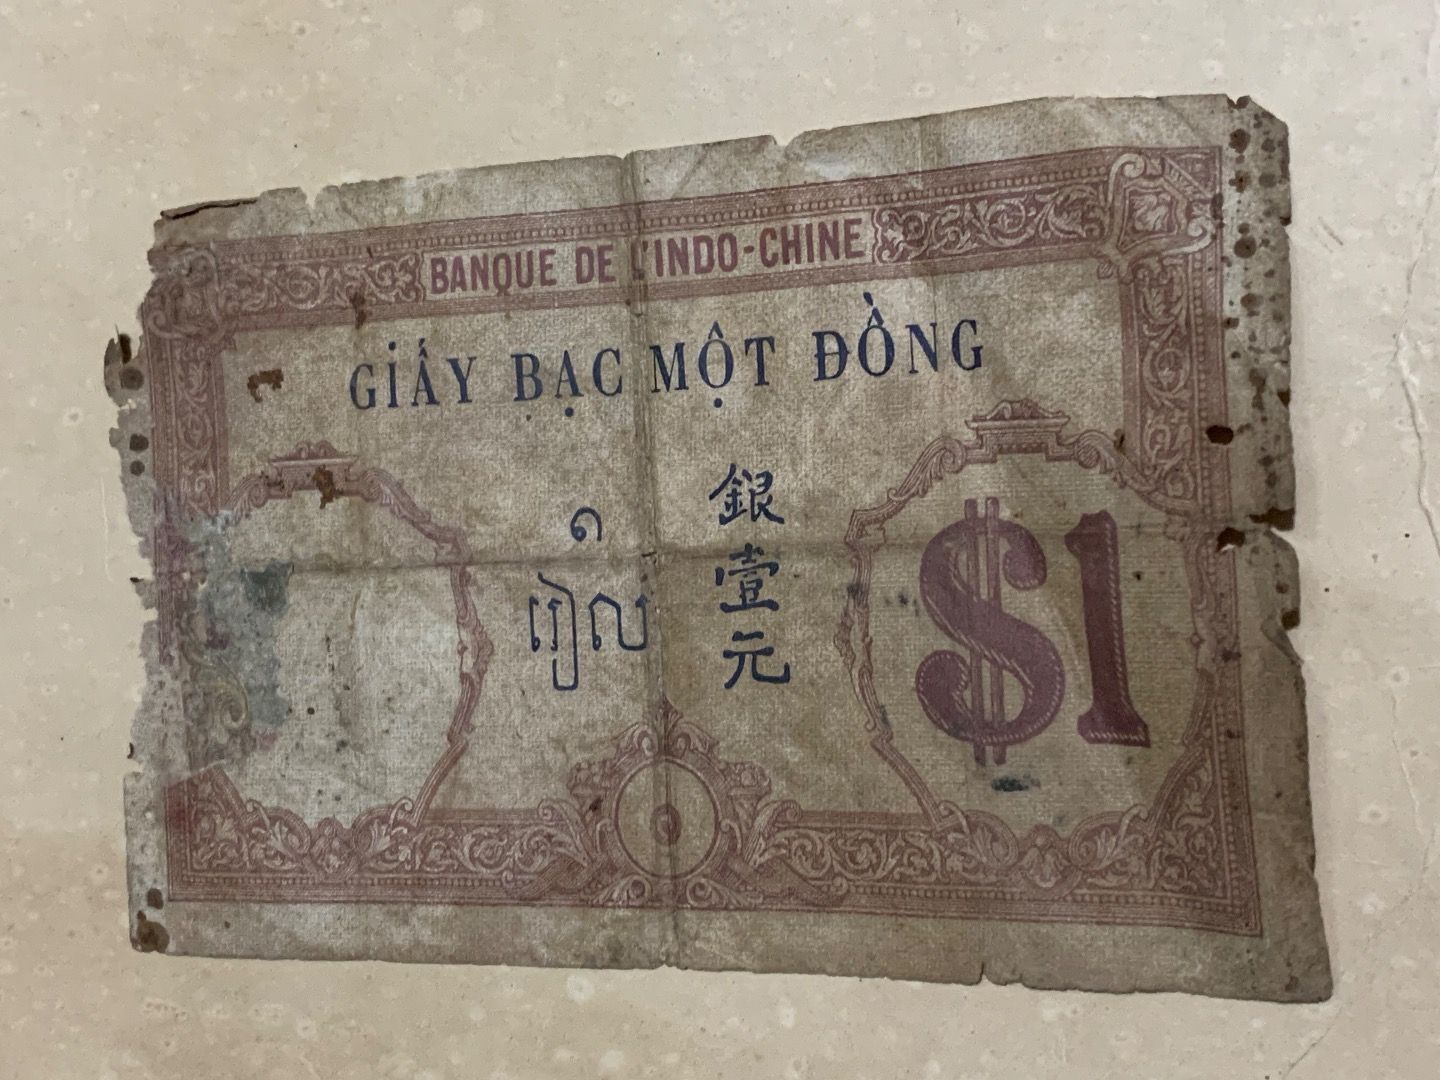 BANQUE DE L'INDO-CHINE
GIẤY BẠC MỘT ĐỒNG
១
រៀល
銀壹元
$1